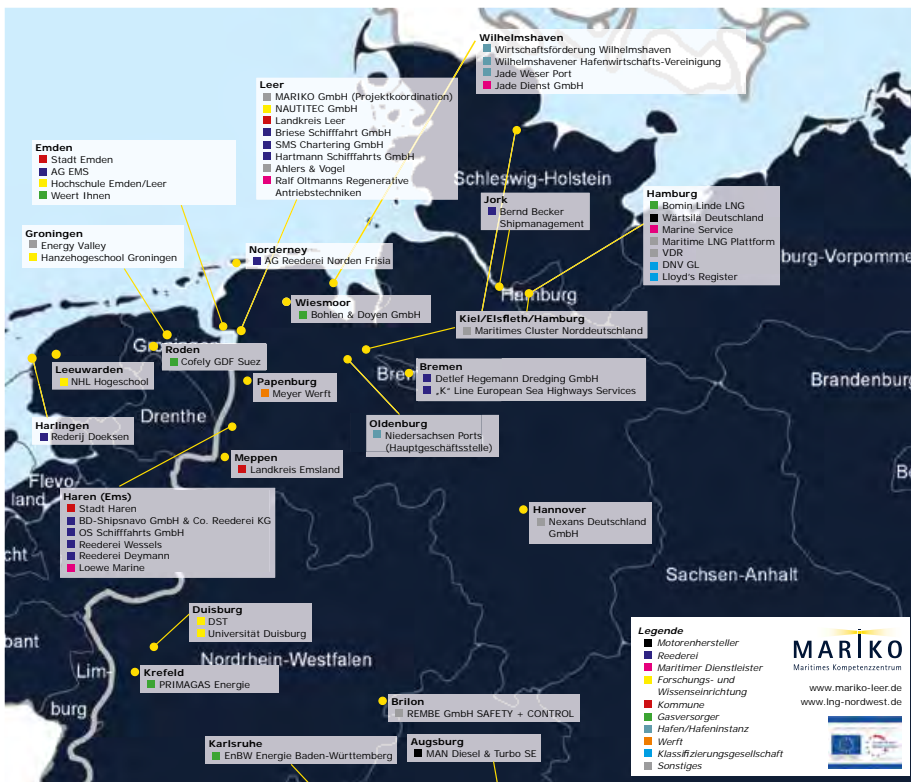 Wilhelmshaven
Wirtschaftsförderung Wilhelmshaven
Wilhelmshavener Hafenwirtschafts-Vereinigung
Jade Weser Port
Jade Dienst GmbH
Leer
MARIKO GmbH (Projektkoordination)
NAUTITEC GmbH
Landkreis Leer
Briese Schifffahrt GmbH
SMS Chartering GmbH
Hartmann Schifffahrts GmbH
Ahlers & Vogel
Ralf Oltmanns Regenerative
Antriebstechniken
Emden
Stadt Emden
AG EMS
Hochschule Emden/Leer
Weert Ihnen
Schleswig-Holstein
Jork
Bernd Becker
Shipmanagement
Hamburg
Bomin Linde LNG
Wärtsila Deutschland
Marine Service
Maritime LNG Plattform
VDR
DNV GL
Lloyd's Register
Groningen
Energy Valley
Hanzehogeschool Groningen
Norderney
AG Reederei Norden Frisia
burg-Vorpomme
Hamburg
Wiesmoor
Bohlen & Doyen GmbH
Kiel/Elsfleth/Hamburg
Maritimes Cluster Norddeutschland
Roden
Cofely GDF Suez
Leeuwarden
NHL Hogeschool
Papenburg
Meyer Werft
Brem
Bremen
Detlef Hegemann Dredging GmbH
„K" Line European Sea Highways Services
Brandenburg
Drenthe
Harlingen
Rederij Doeksen
Oldenburg
Niedersachsen Ports
(Hauptgeschäftsstelle)
Meppen
Landkreis Emsland
Flevo-
land
Haren (Ems)
Stadt Haren
BD-Shipsnavo GmbH & Co. Reederei KG
OS Schifffahrts GmbH
Reederei Wessels
Reederei Deymann
Loewe Marine
Hannover
Nexans Deutschland
GmbH
cht
Sachsen-Anhalt
Duisburg
DST
Universität Duisburg
bant
Lim-
burg
Nordrhein-Westfalen
Krefeld
PRIMAGAS Energie
Brilon
REMBE GmbH SAFETY + CONTROL
Karlsruhe
EnBW Energie Baden-Württemberg
Augsburg
MAN Diesel & Turbo SE
Legende
Motorenhersteller
Reederei
Maritimer Dienstleister
Forschungs- und
Wissenseinrichtung
Kommune
Gasversorger
Hafen/Hafeninstanz
Werft
Klassifizierungsgesellschaft
Sonstiges
MARIKO
Maritimes Kompetenzzentrum
www.mariko-leer.de
www.lng-nordwest.de